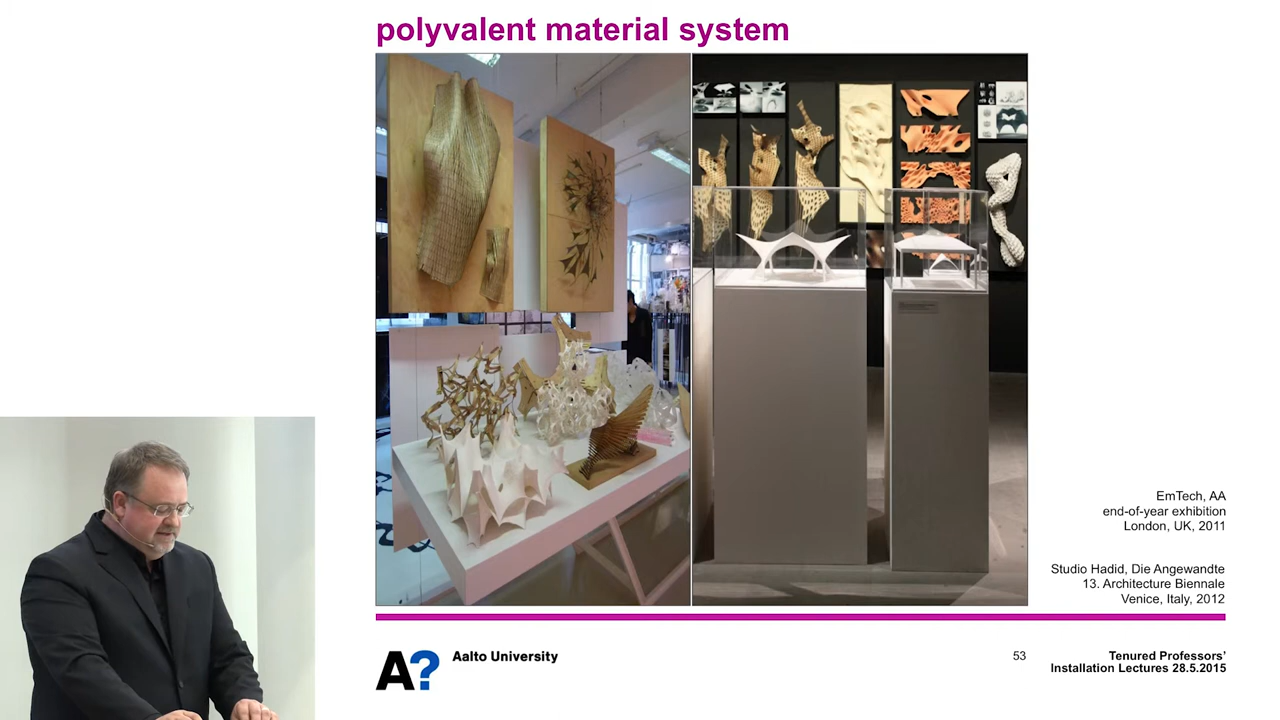 polyvalent material system
EmTech, AA
end-of-year exhibition
London, UK, 2011
Studio Hadid, Die Angewandte
13. Architecture Biennale
Venice, Italy, 2012
A?
Aalto University
53
Tenured Professors'
Installation Lectures 28.5.2015